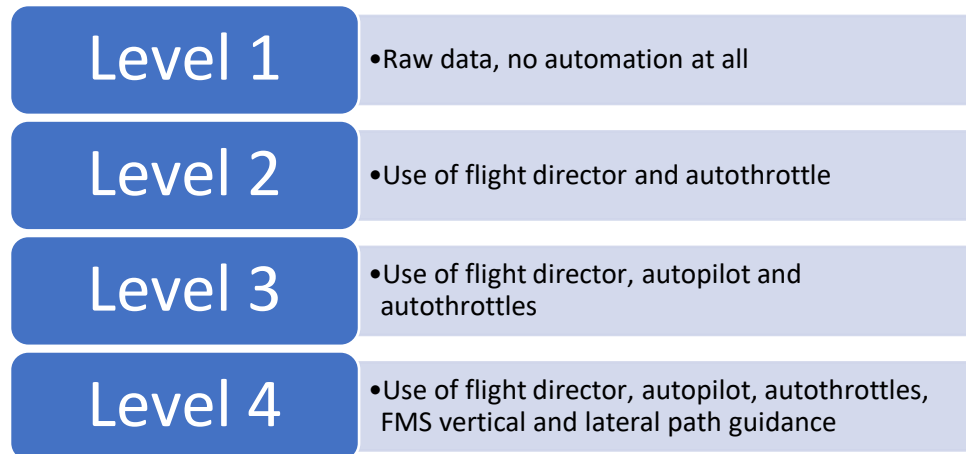 Level 1
•Raw data, no automation at all
Level 2
•Use of flight director and autothrottle
Level 3
•Use of flight director, autopilot and
autothrottles
Level 4
•Use of flight director, autopilot, autothrottles,
FMS vertical and lateral path guidance